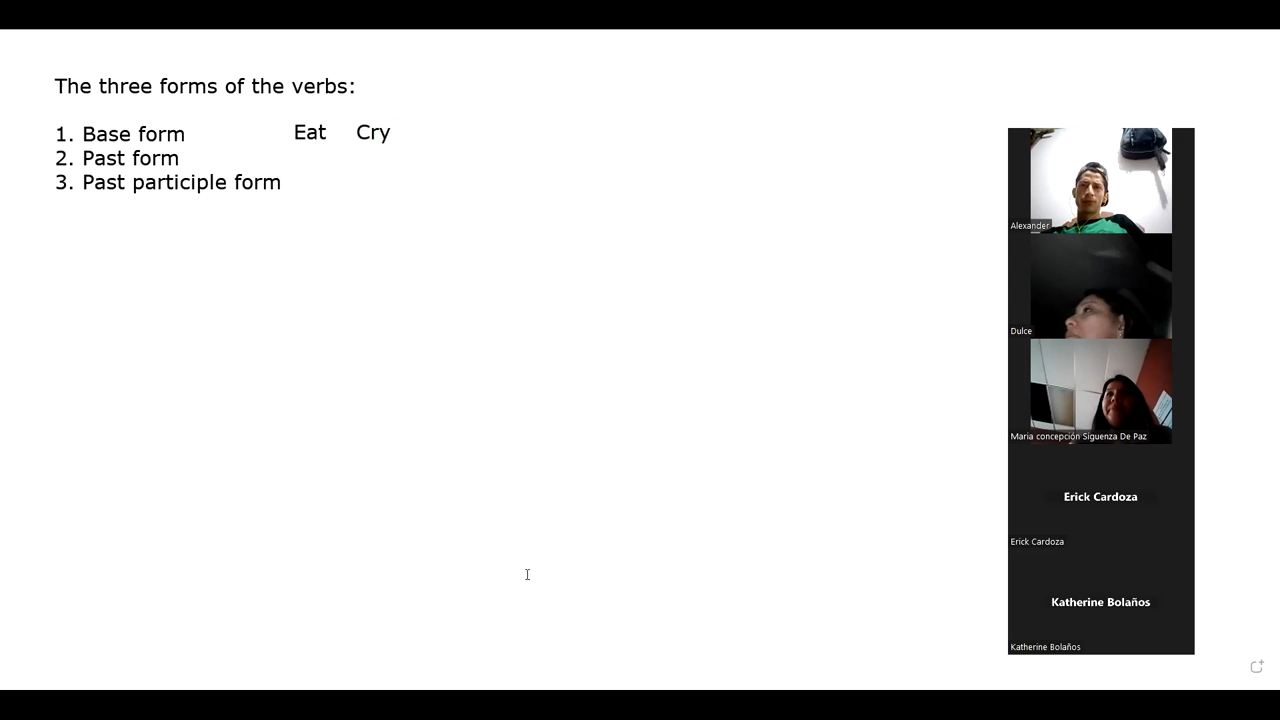 The three forms of the verbs:
1. Base form Eat Cry
2. Past form
3. Past participle form
Alexander
Dulce
Maria concepción Siguenza De Paz
Erick Cardoza
Erick Cardoza
Katherine Bolaños
Katherine Bolaños